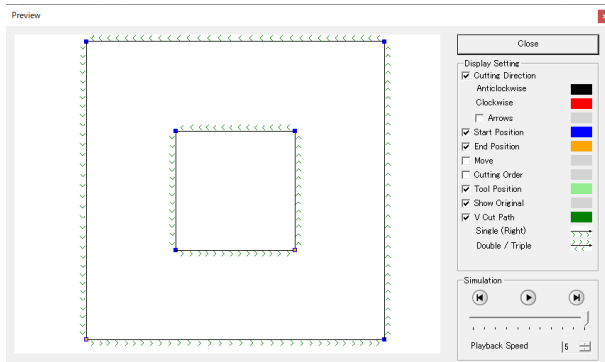 Preview
Close
Display Setting
Cutting Direction
Anticlockwise
Clockwise
Arrows
Start Position
End Position
Move
Cutting Order
Tool Position
Show Original
V Cut Path
Single (Right)
Double / Triple
Simulation
Playback Speed
5